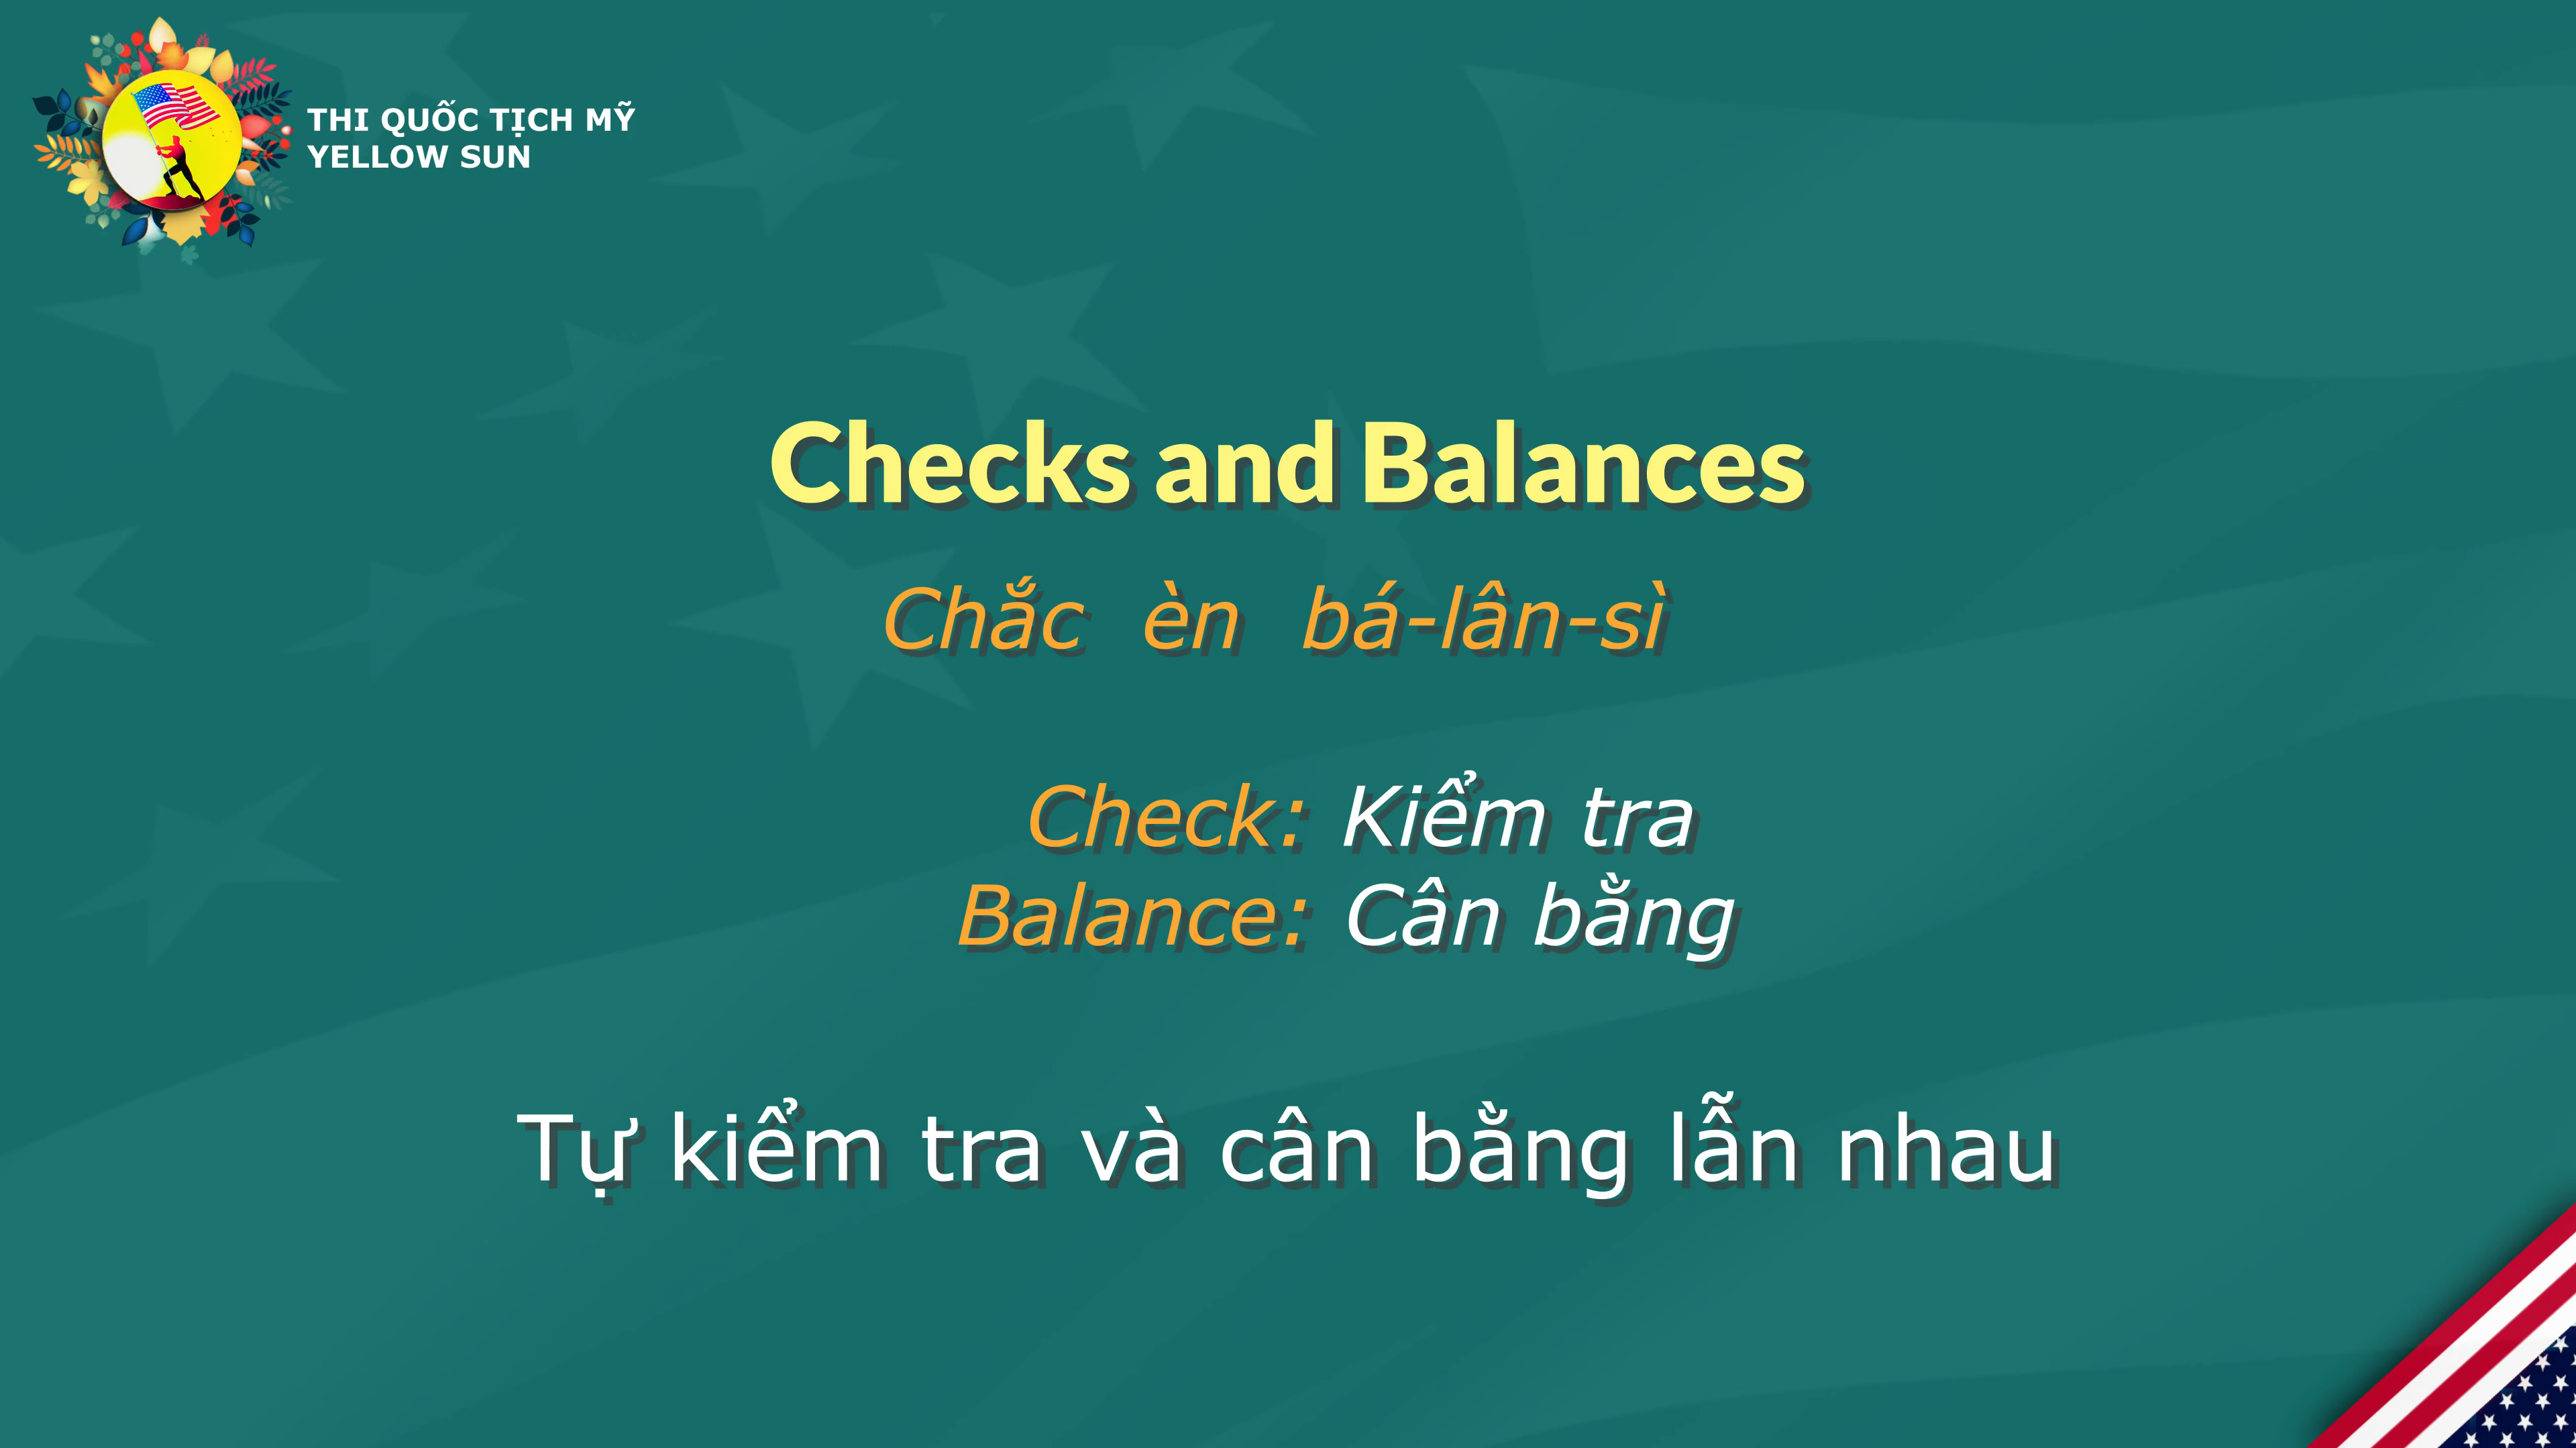 THI QUỐC TỊCH MỸ
YELLOW SUN
Checks and Balances
Chắc èn bá-lân-sì
Check: Kiểm tra
Balance: Cân bằng
Tự kiểm tra và cân bằng lẫn nhau